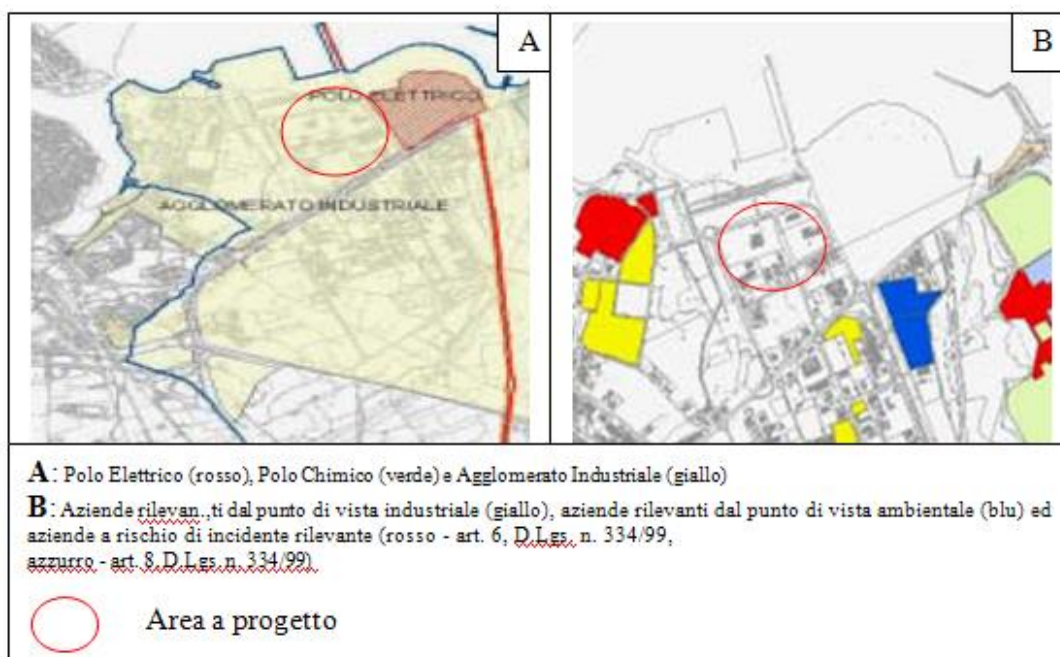 A
B
POLO ELETTRICO
AGGLOMERATO INDUSTRIALE
A: Polo Elettrico (rosso), Polo Chimico (verde) e Agglomerato Industriale (giallo)
B: Aziende rilevan.,ti dal punto di vista industriale (giallo), aziende rilevanti dal punto di vista ambientale (blu) ed
aziende a rischio di incidente rilevante (rosso - art. 6, D.Lgs. n. 334/99,
azzurro - art. 8, D.Lgs. n. 334/99)
Area a progetto